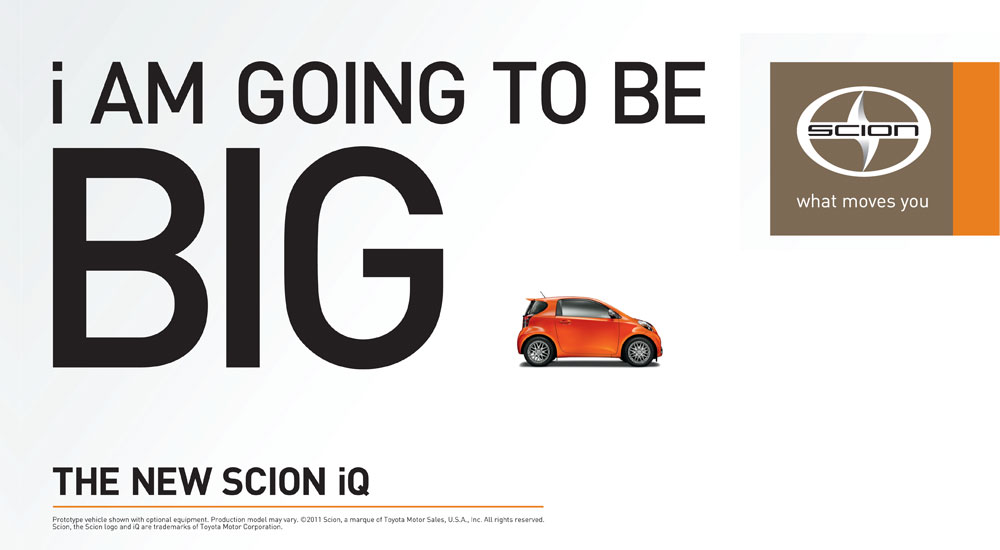 i AM GOING TO BE
BIG
SCION
what moves you
THE NEW SCION iQ
Prototype vehicle shown with optional equipment. Production model may vary. ©2011 Scion, a marque of Toyota Motor Sales, U.S.A., Inc. All rights reserved.
Scion, the Scion logo and iQ are trademarks of Toyota Motor Corporation.